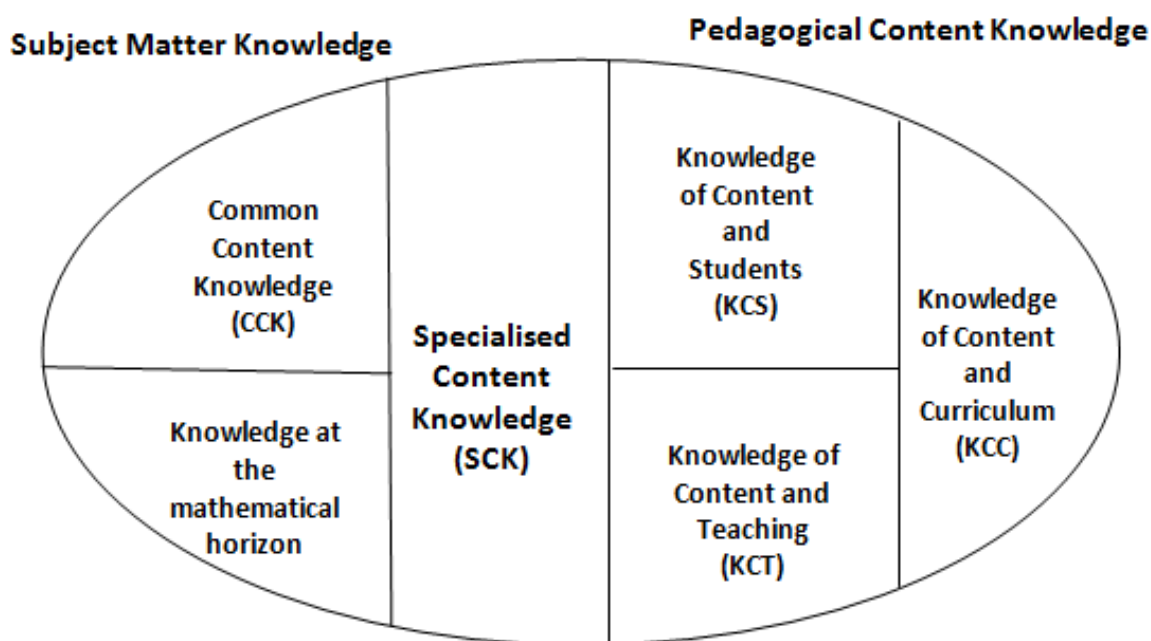 Subject Matter Knowledge
Pedagogical Content Knowledge
Common
Content
Knowledge
(CCK)
Knowledge at
the
mathematical
horizon
Specialised
Content
Knowledge
(SCK)
Knowledge
of Content
and
Students
(KCS)
Knowledge of
Content and
Teaching
(KCT)
Knowledge
of Content
and
Curriculum
(KCC)